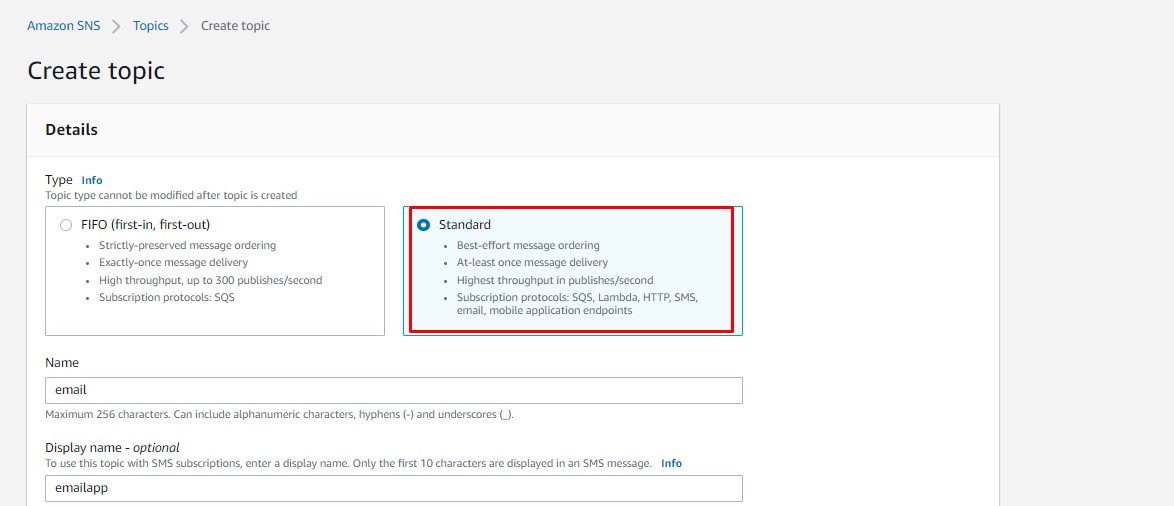 Amazon SNS > Topics > Create topic
Create topic
Details
Type Info
Topic type cannot be modified after topic is created
FIFO (first-in, first-out)
• Strictly-preserved message ordering
• Exactly-once message delivery
• High throughput, up to 300 publishes/second
• Subscription protocols: SQS
Standard
• Best-effort message ordering
• At-least once message delivery
• Highest throughput in publishes/second
• Subscription protocols: SQS, Lambda, HTTP, SMS,
email, mobile application endpoints
Name
email
Maximum 256 characters. Can include alphanumeric characters, hyphens (-) and underscores (_).
Display name - optional
To use this topic with SMS subscriptions, enter a display name. Only the first 10 characters are displayed in an SMS message. Info
emailapp